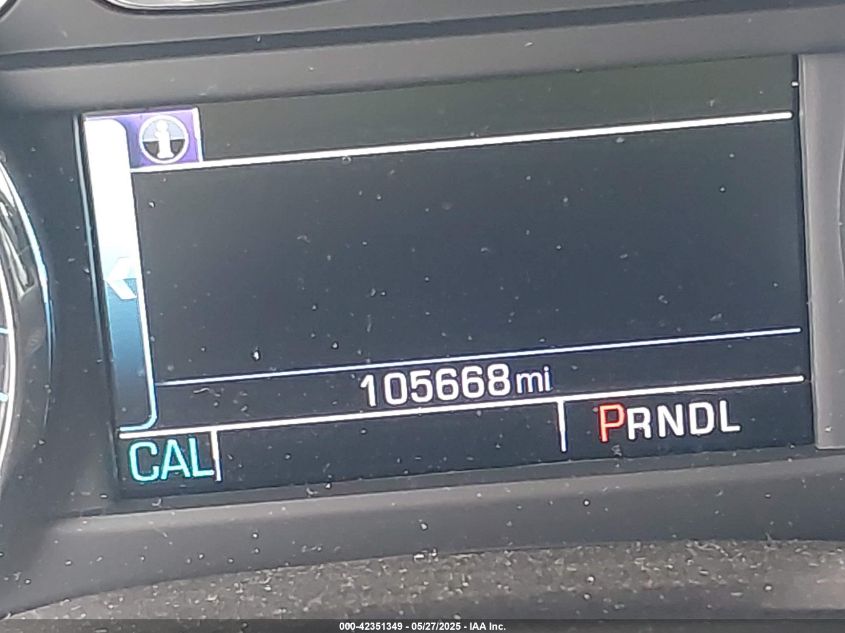 105668 mi
CAL PRNDL
000-42351349 - 05/27/2025 - IAA Inc.